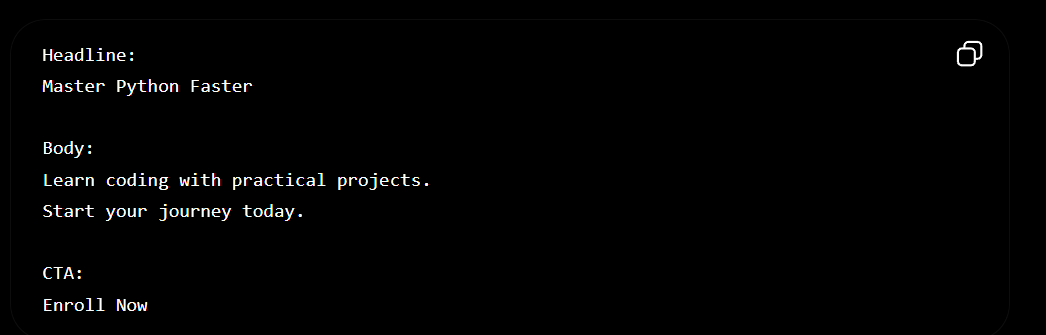 Headline:
Master Python Faster
Body:
Learn coding with practical projects.
Start your journey today.
CTA:
Enroll Now